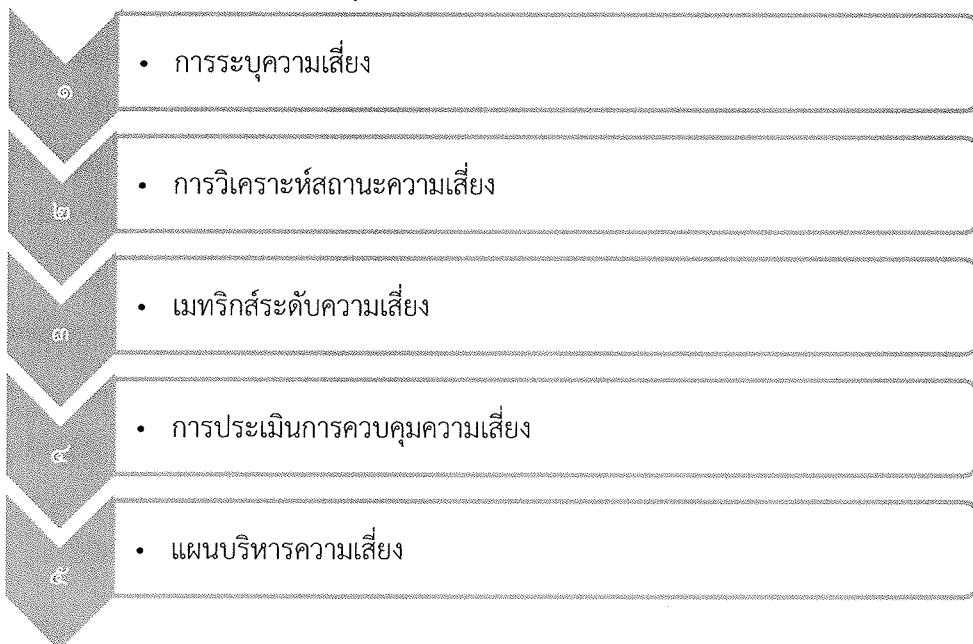 ๑
• การระบุความเสี่ยง
๒
• การวิเคราะห์สถานะความเสี่ยง
๓
• เมทริกส์ระดับความเสี่ยง
๔
• การประเมินการควบคุมความเสี่ยง
๕
• แผนบริหารความเสี่ยง